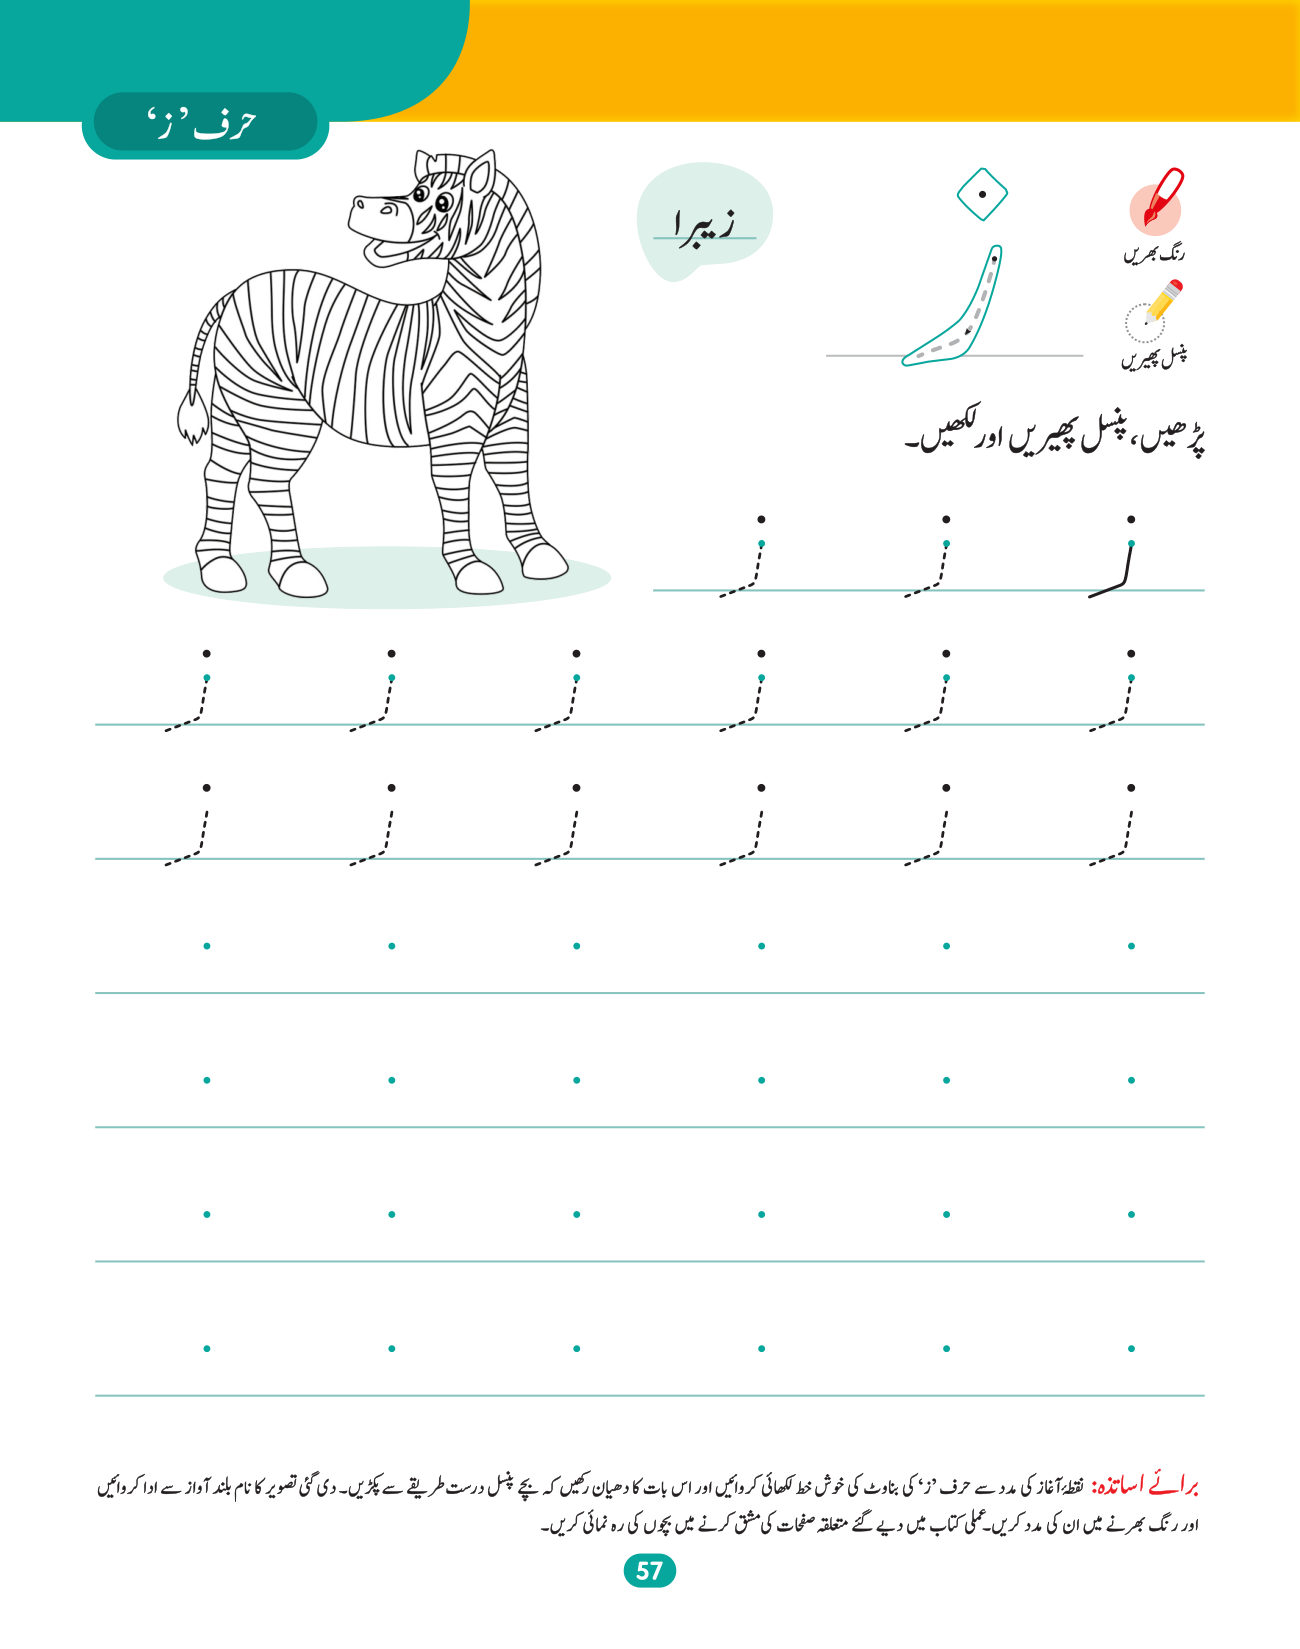 حرف ’ز‘
زیبرا
رنگ بھریں
پنسل پھیریں
پڑھیں، پنسل پھیریں اور لکھیں۔
ز ز ز
ز ز ز ز ز ز
ز ز ز ز ز ز
برائے اساتذہ: نقطۂ آغاز کی مدد سے حرف ’ز‘ کی بناوٹ کی خوش خط لکھائی کروائیں اور اس بات کا دھیان رکھیں کہ بچے پنسل درست طریقے سے پکڑیں۔ دی گئی تصویر کا نام بلند آواز سے ادا کروائیں
اور رنگ بھرنے میں ان کی مدد کریں۔ عملی کتاب میں دیے گئے متعلقہ صفحات کی مشق کرنے میں بچوں کی رہ نمائی کریں۔
57